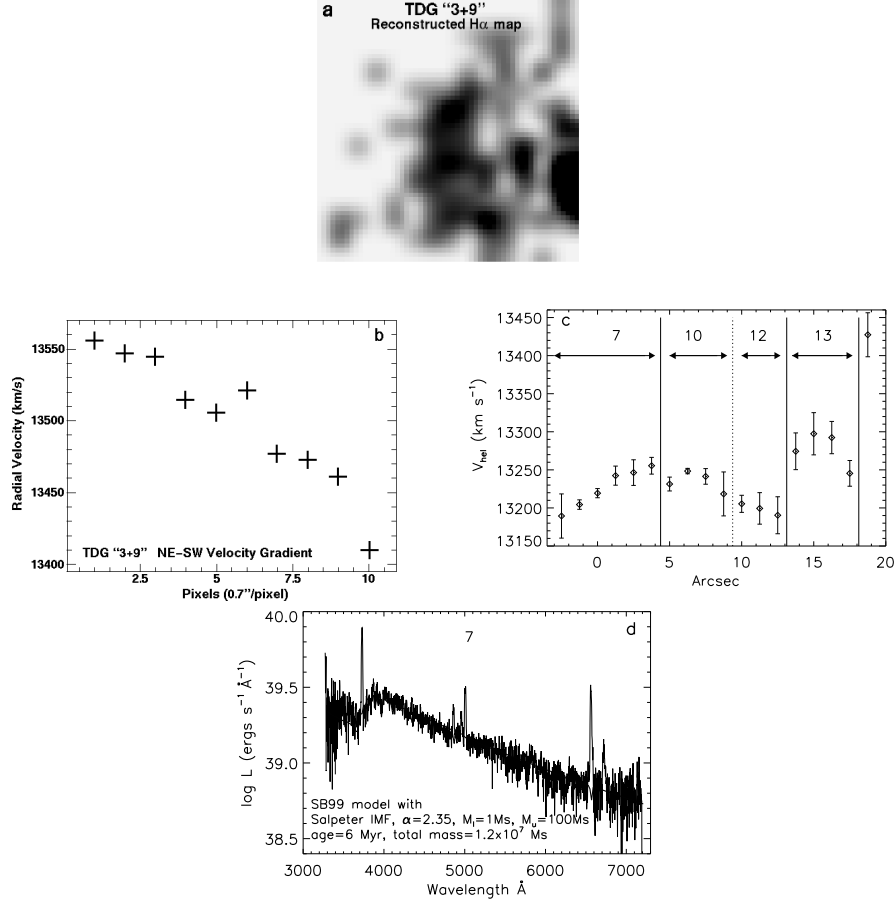 a
TDG “3+9”
Reconstructed Hα map
b
13550
13500
13450
13400
Radial Velocity (km/s)
TDG “3+9” NE−SW Velocity Gradient
2.5 5 7.5 10
Pixels (0.7"/pixel)
c
7 10 12 13
13450
13400
13350
13300
13250
13200
13150
V_hel (km s⁻¹)
0 5 10 15 20
Arcsec
d
7
40.0
39.5
39.0
38.5
log L (ergs s⁻¹ Å⁻¹)
SB99 model with
Salpeter IMF, α=2.35, M_l=1Ms, M_u=100Ms
age=6 Myr, total mass=1.2x10⁷ Ms
3000 4000 5000 6000 7000
Wavelength Å